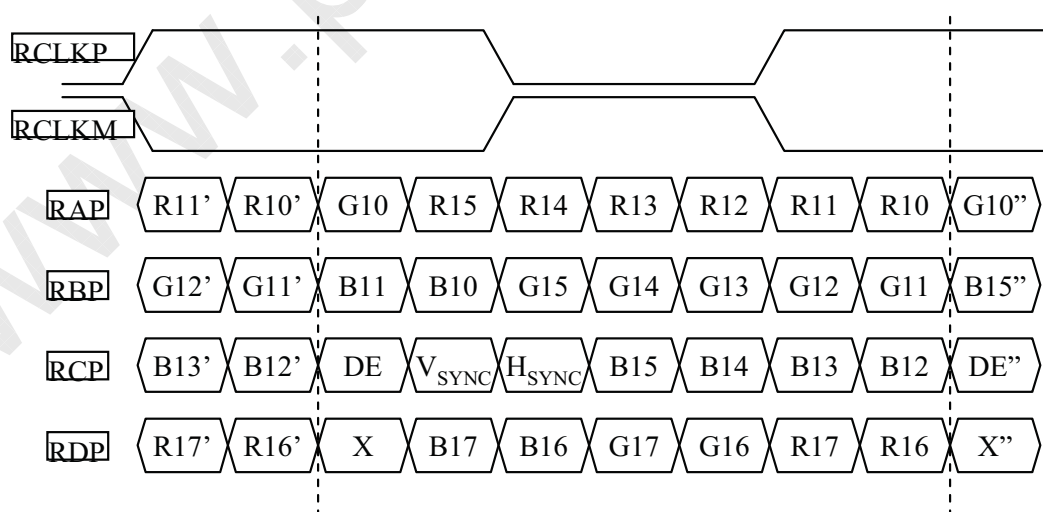 RCLKP
RCLKM
RAP R11’ R10’ G10 R15 R14 R13 R12 R11 R10 G10”
RBP G12’ G11’ B11 B10 G15 G14 G13 G12 G11 B15”
RCP B13’ B12’ DE VSYNC HSYNC B15 B14 B13 B12 DE”
RDP R17’ R16’ X B17 B16 G17 G16 R17 R16 X”
www.p